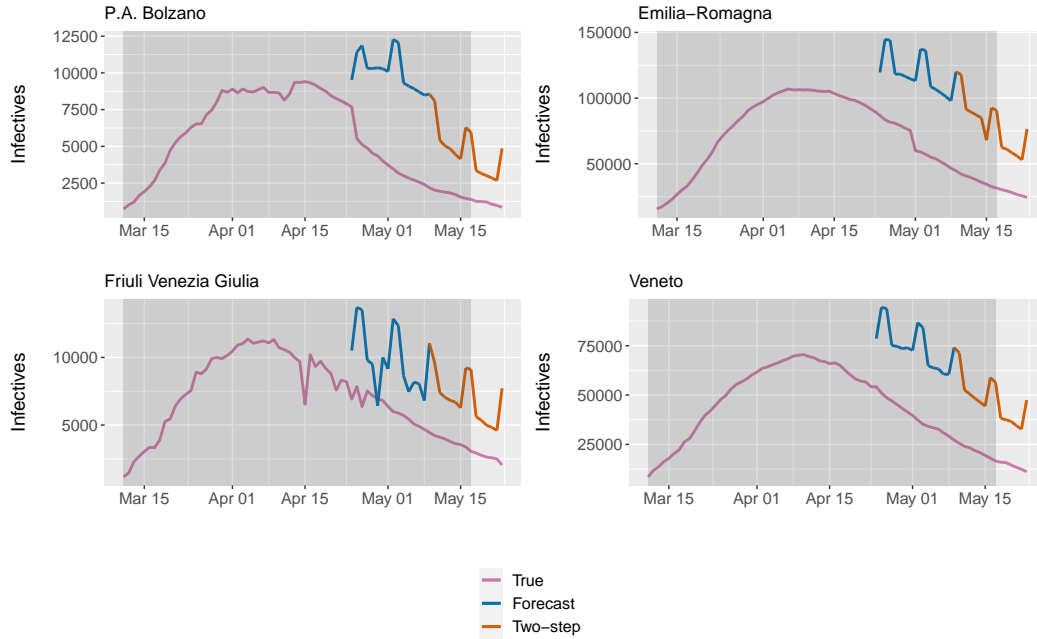 P.A. Bolzano
Infectives
12500
10000
7500
5000
2500
Mar 15 Apr 01 Apr 15 May 01 May 15
Emilia−Romagna
Infectives
150000
100000
50000
Mar 15 Apr 01 Apr 15 May 01 May 15
Friuli Venezia Giulia
Infectives
10000
5000
Mar 15 Apr 01 Apr 15 May 01 May 15
Veneto
Infectives
75000
50000
25000
Mar 15 Apr 01 Apr 15 May 01 May 15
True
Forecast
Two−step